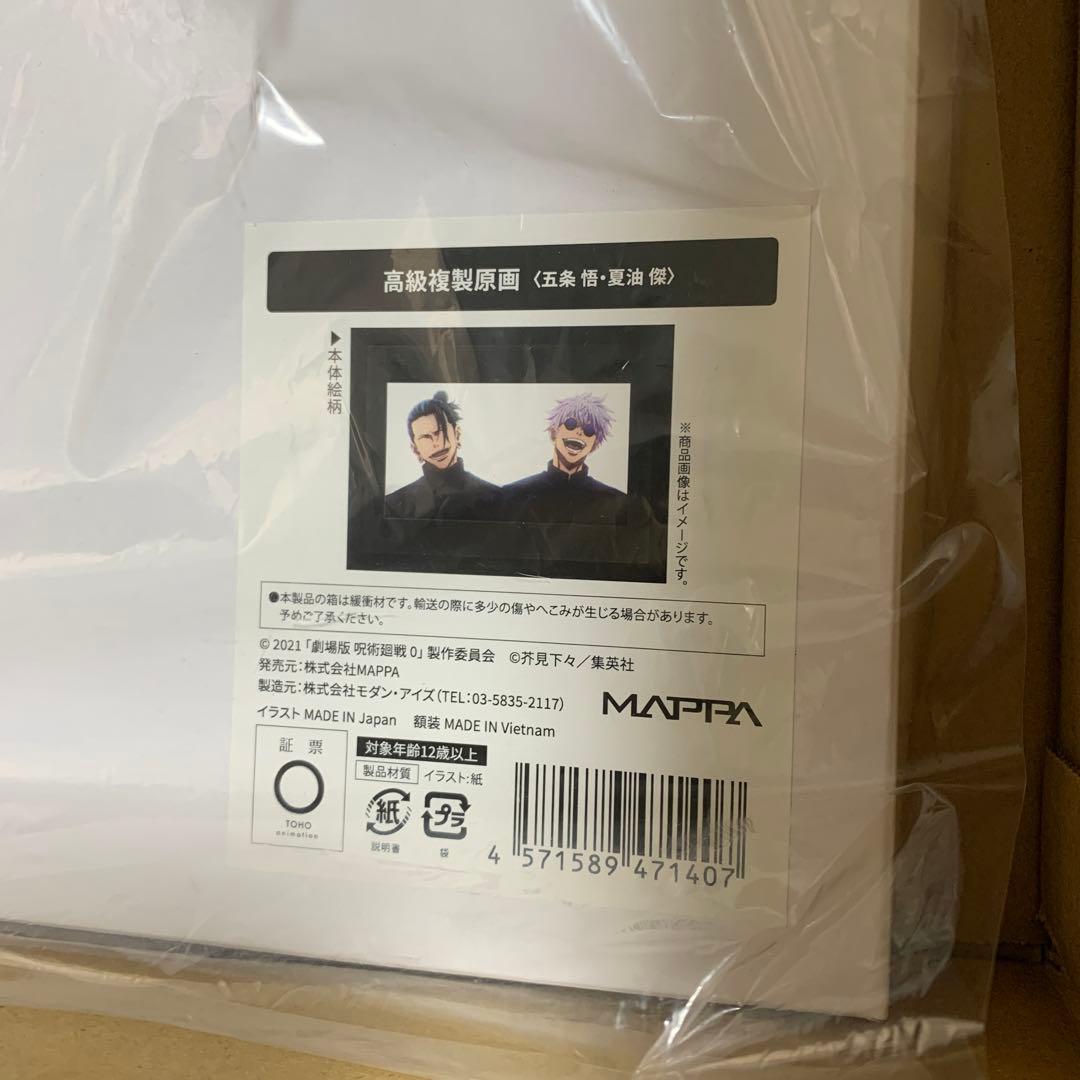 高級複製原画〈五条 悟・夏油 傑〉
▶本体絵柄
※商品画像はイメージです。
●本製品の箱は緩衝材です。輸送の際に多少の傷やへこみが生じる場合があります。
予めご了承ください。
© 2021「劇場版 呪術廻戦 0」製作委員会 ©芥見下々／集英社
発売元：株式会社MAPPA
製造元：株式会社モダン・アイズ（TEL：03-5835-2117）
MAPPA
イラスト MADE IN Japan 額装 MADE IN Vietnam
証 票
TOHO
animation
対象年齢12歳以上
製品材質 イラスト：紙
紙
説明書
プラ
袋
4 571589 471407